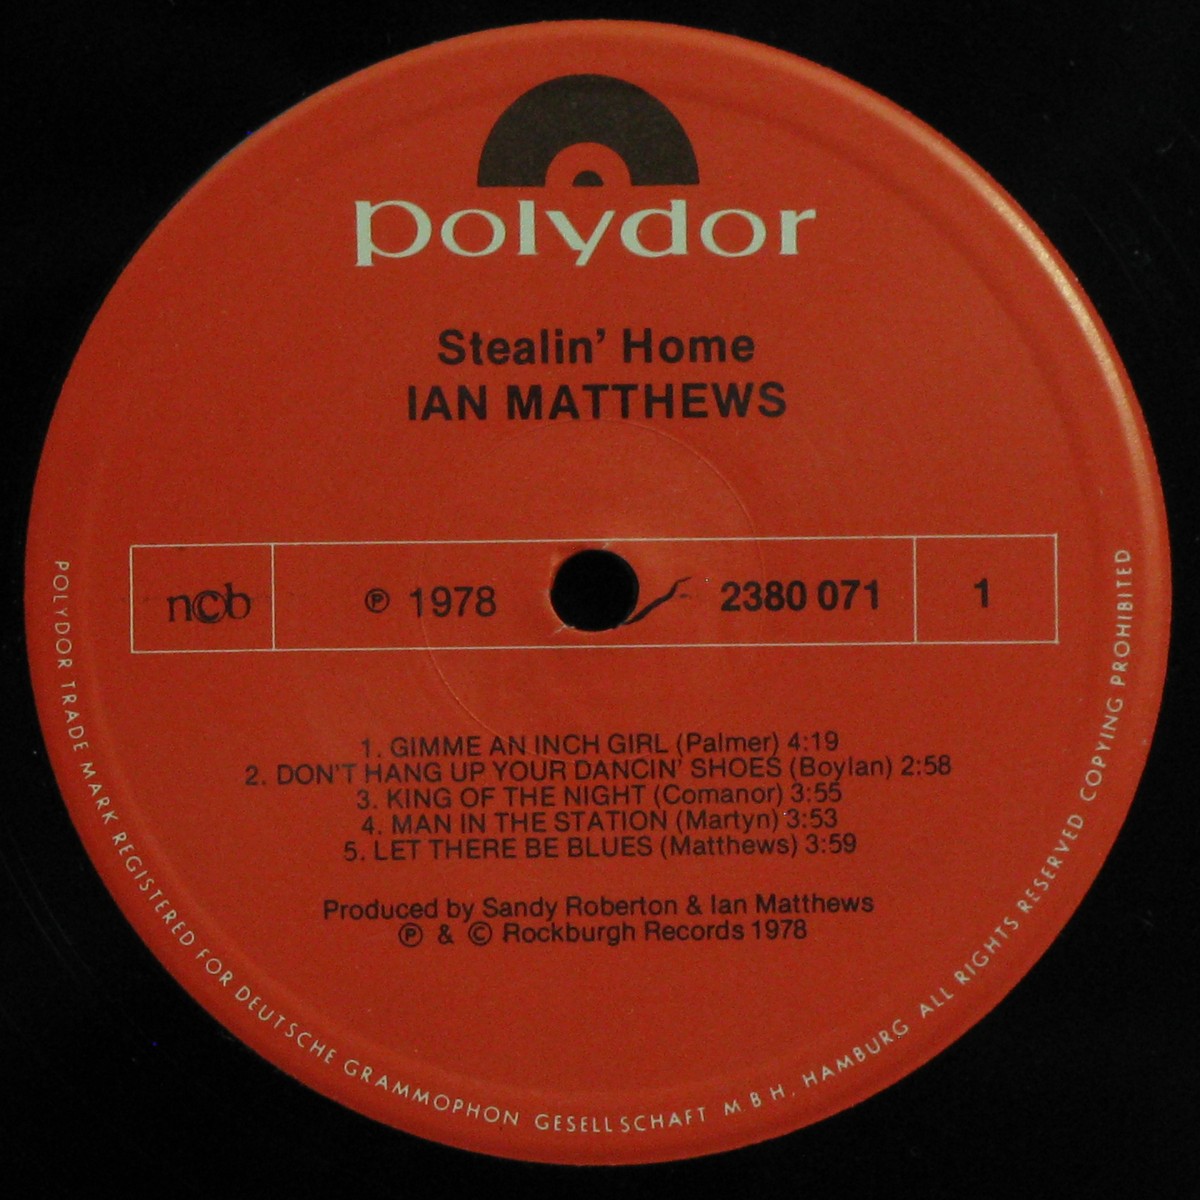 polydor
Stealin' Home
IAN MATTHEWS
ncb ℗ 1978 2380 071 1
1. GIMME AN INCH GIRL (Palmer) 4:19
2. DON'T HANG UP YOUR DANCIN' SHOES (Boylan) 2:58
3. KING OF THE NIGHT (Comanor) 3:55
4. MAN IN THE STATION (Martyn) 3:53
5. LET THERE BE BLUES (Matthews) 3:59
Produced by Sandy Roberton & Ian Matthews
℗ & © Rockburgh Records 1978
POLYDOR TRADE MARK REGISTERED FOR DEUTSCHE GRAMMOPHON GESELLSCHAFT M.B.H., HAMBURG ALL RIGHTS RESERVED COPYING PROHIBITED